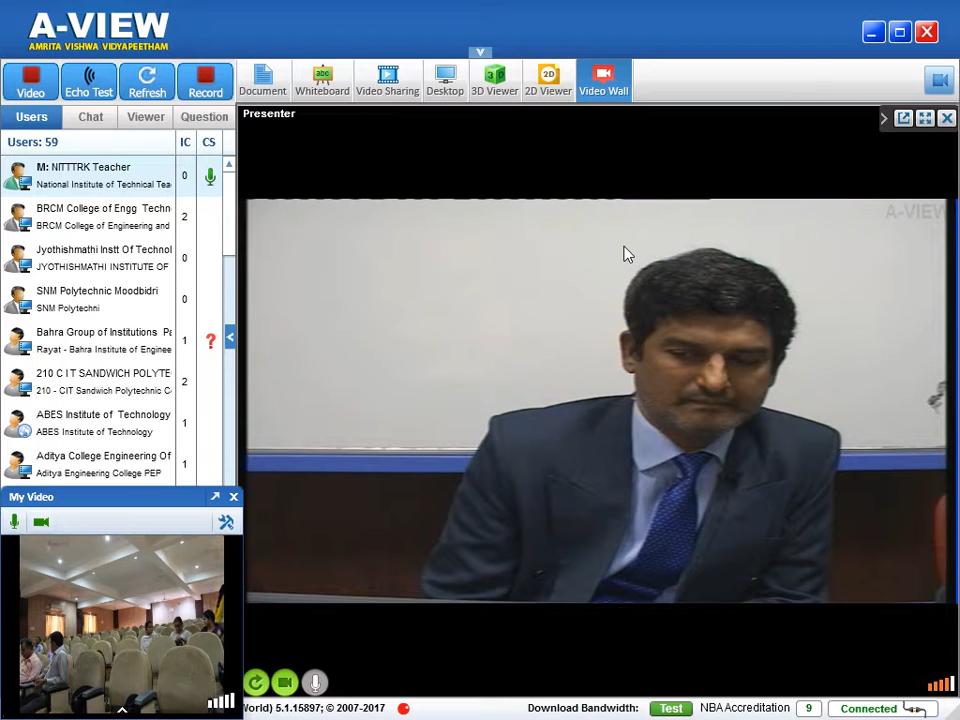 A-VIEW
AMRITA VISHWA VIDYAPEETHAM
Video
Echo Test
Refresh
Record
Document
abc
Whiteboard
Video Sharing
Desktop
3D
3D Viewer
2D
2D Viewer
Video Wall
Users
Chat
Viewer
Question
Users: 59
IC
CS
Presenter
A-VIEW
M: NITTTRK Teacher
National Institute of Technical Tea
0
BRCM College of Engg Techn
BRCM College of Engineering and
2
Jyothishmathi Instt Of Technol
JYOTHISHMATHI INSTITUTE OF
0
SNM Polytechnic Moodbidri
SNM Polytechni
0
Bahra Group of Institutions Pa
Rayat - Bahra Institute of Enginee
1
?
210 C I T SANDWICH POLYTE
210 - CIT Sandwich Polytechnic C
2
ABES Institute of Technology
ABES Institute of Technology
1
Aditya College Engineering Of
Aditya Engineering College PEP
1
My Video
World) 5.1.15897; © 2007-2017
Download Bandwidth:
Test
NBA Accreditation
9
Connected